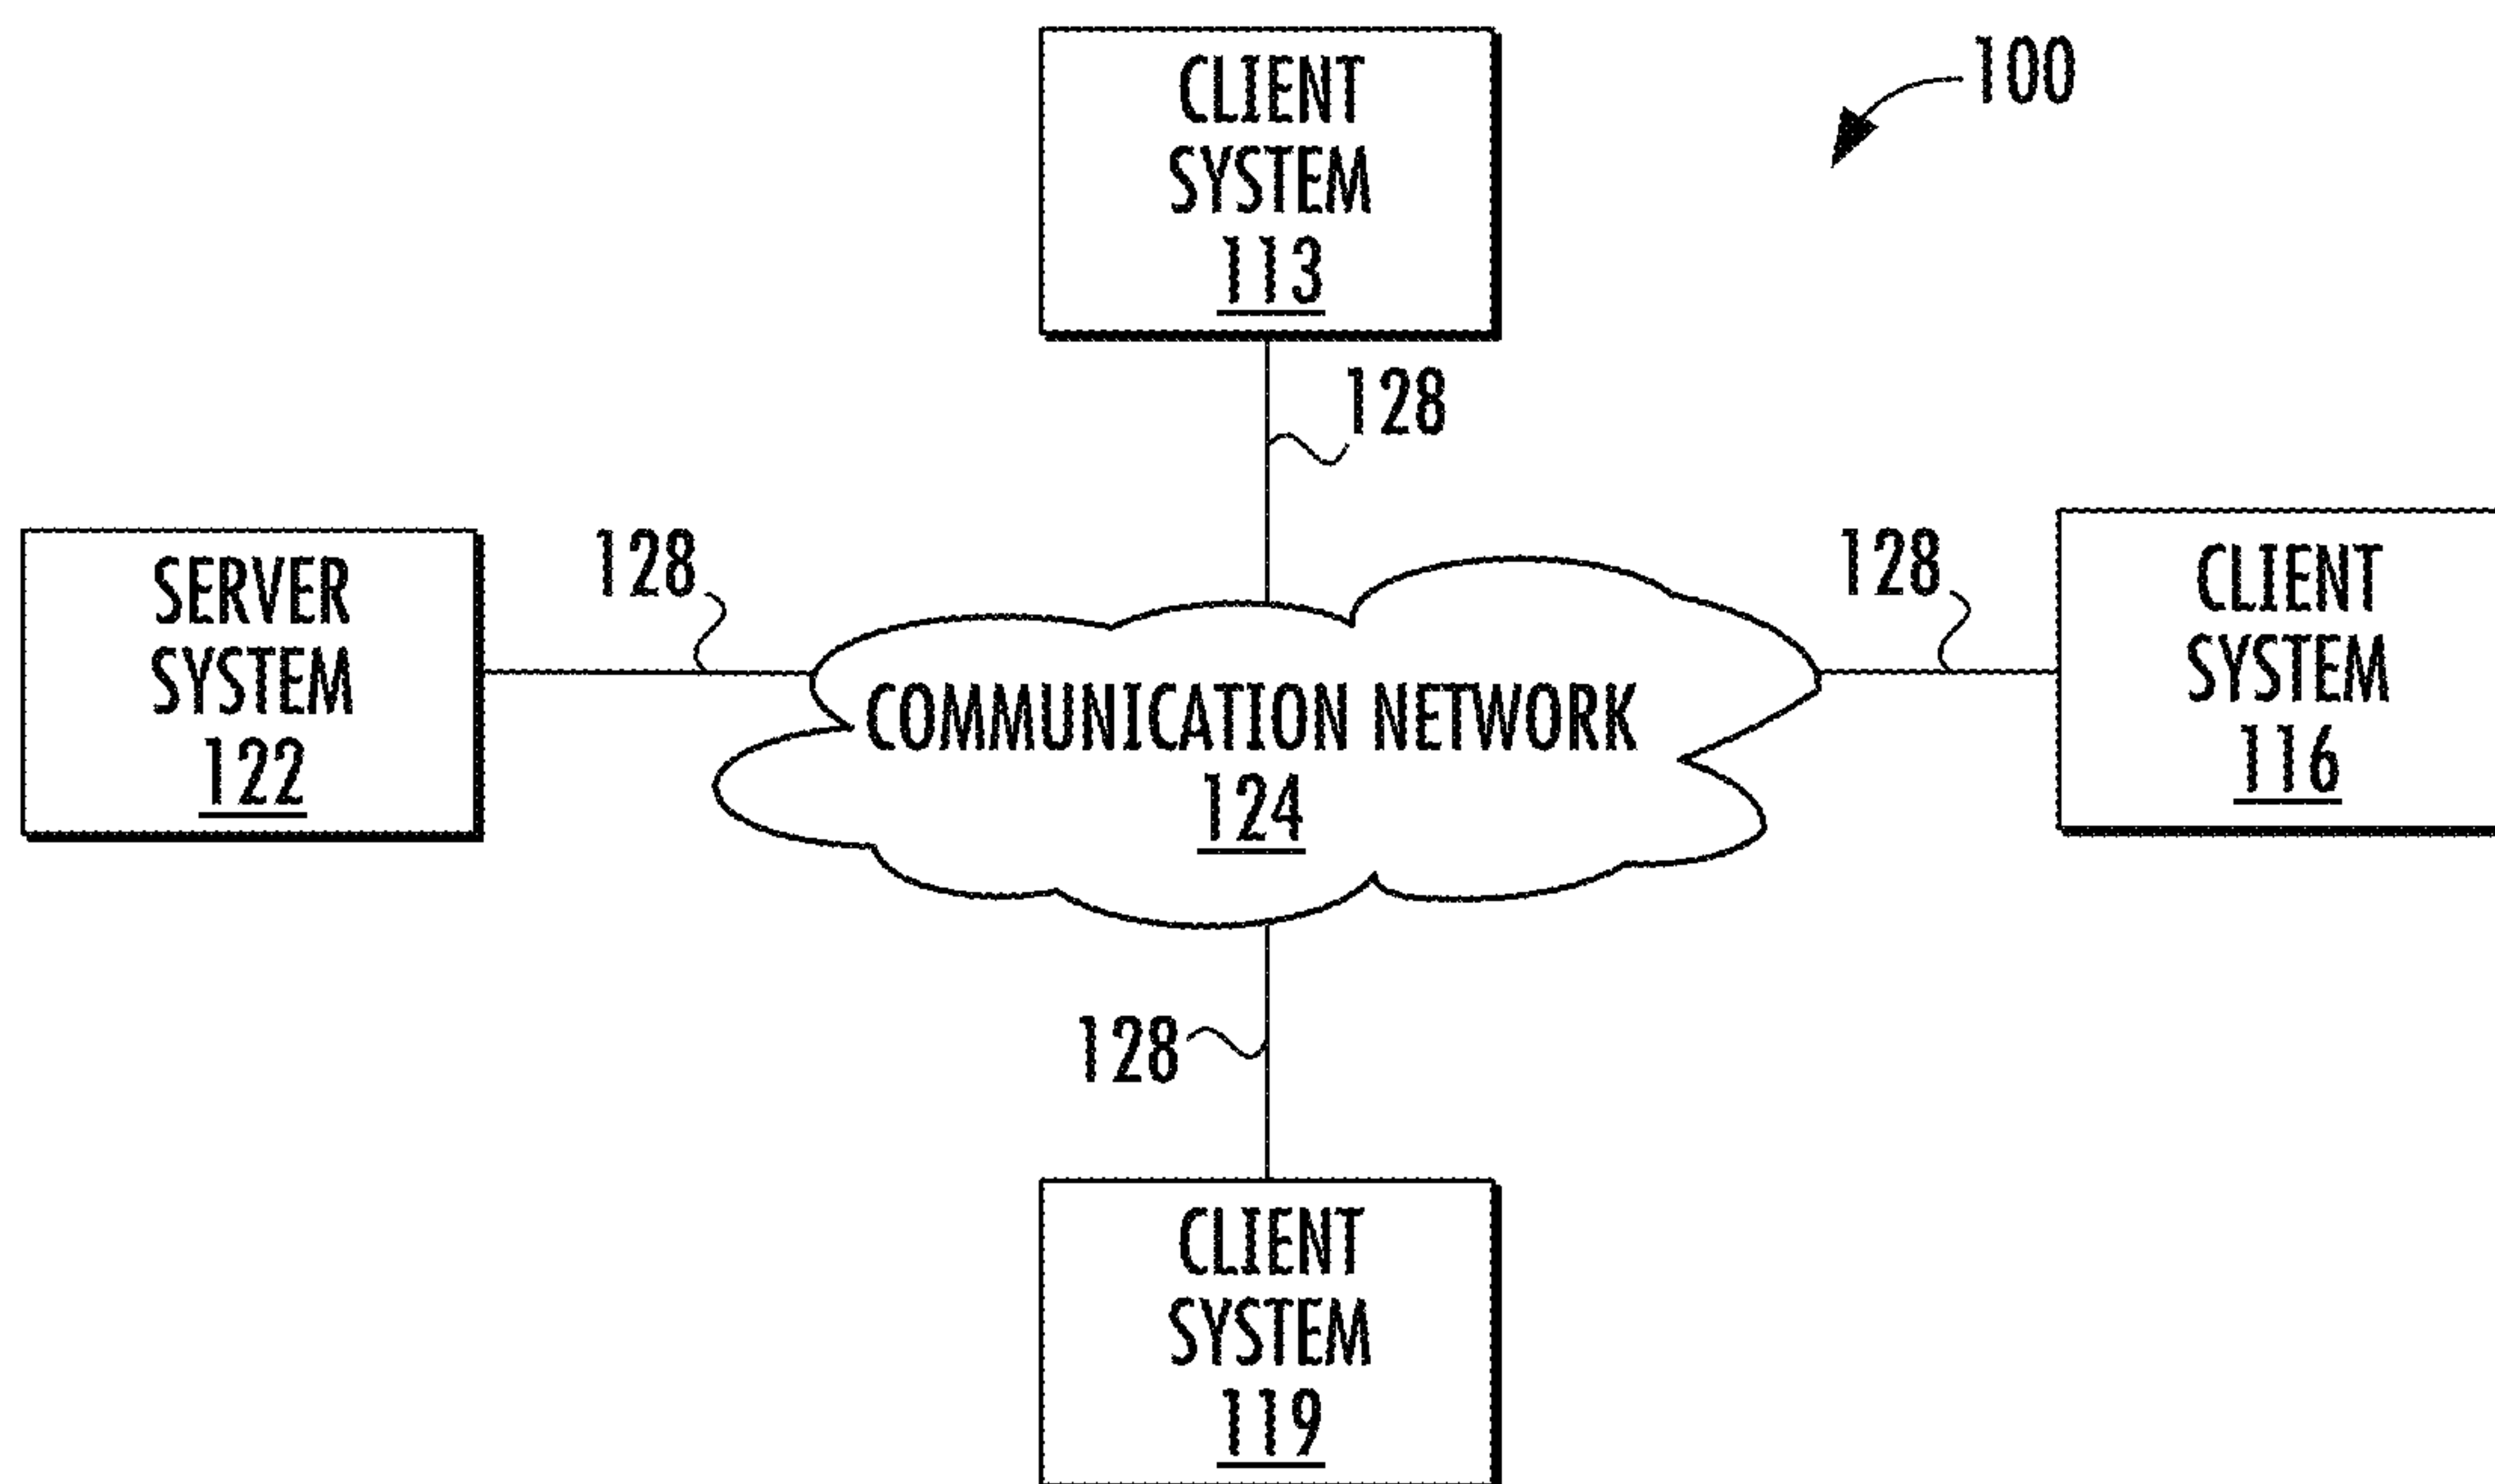 CLIENT
SYSTEM
113
100
128
SERVER
SYSTEM
122
128
COMMUNICATION NETWORK
124
128
CLIENT
SYSTEM
116
128
CLIENT
SYSTEM
119